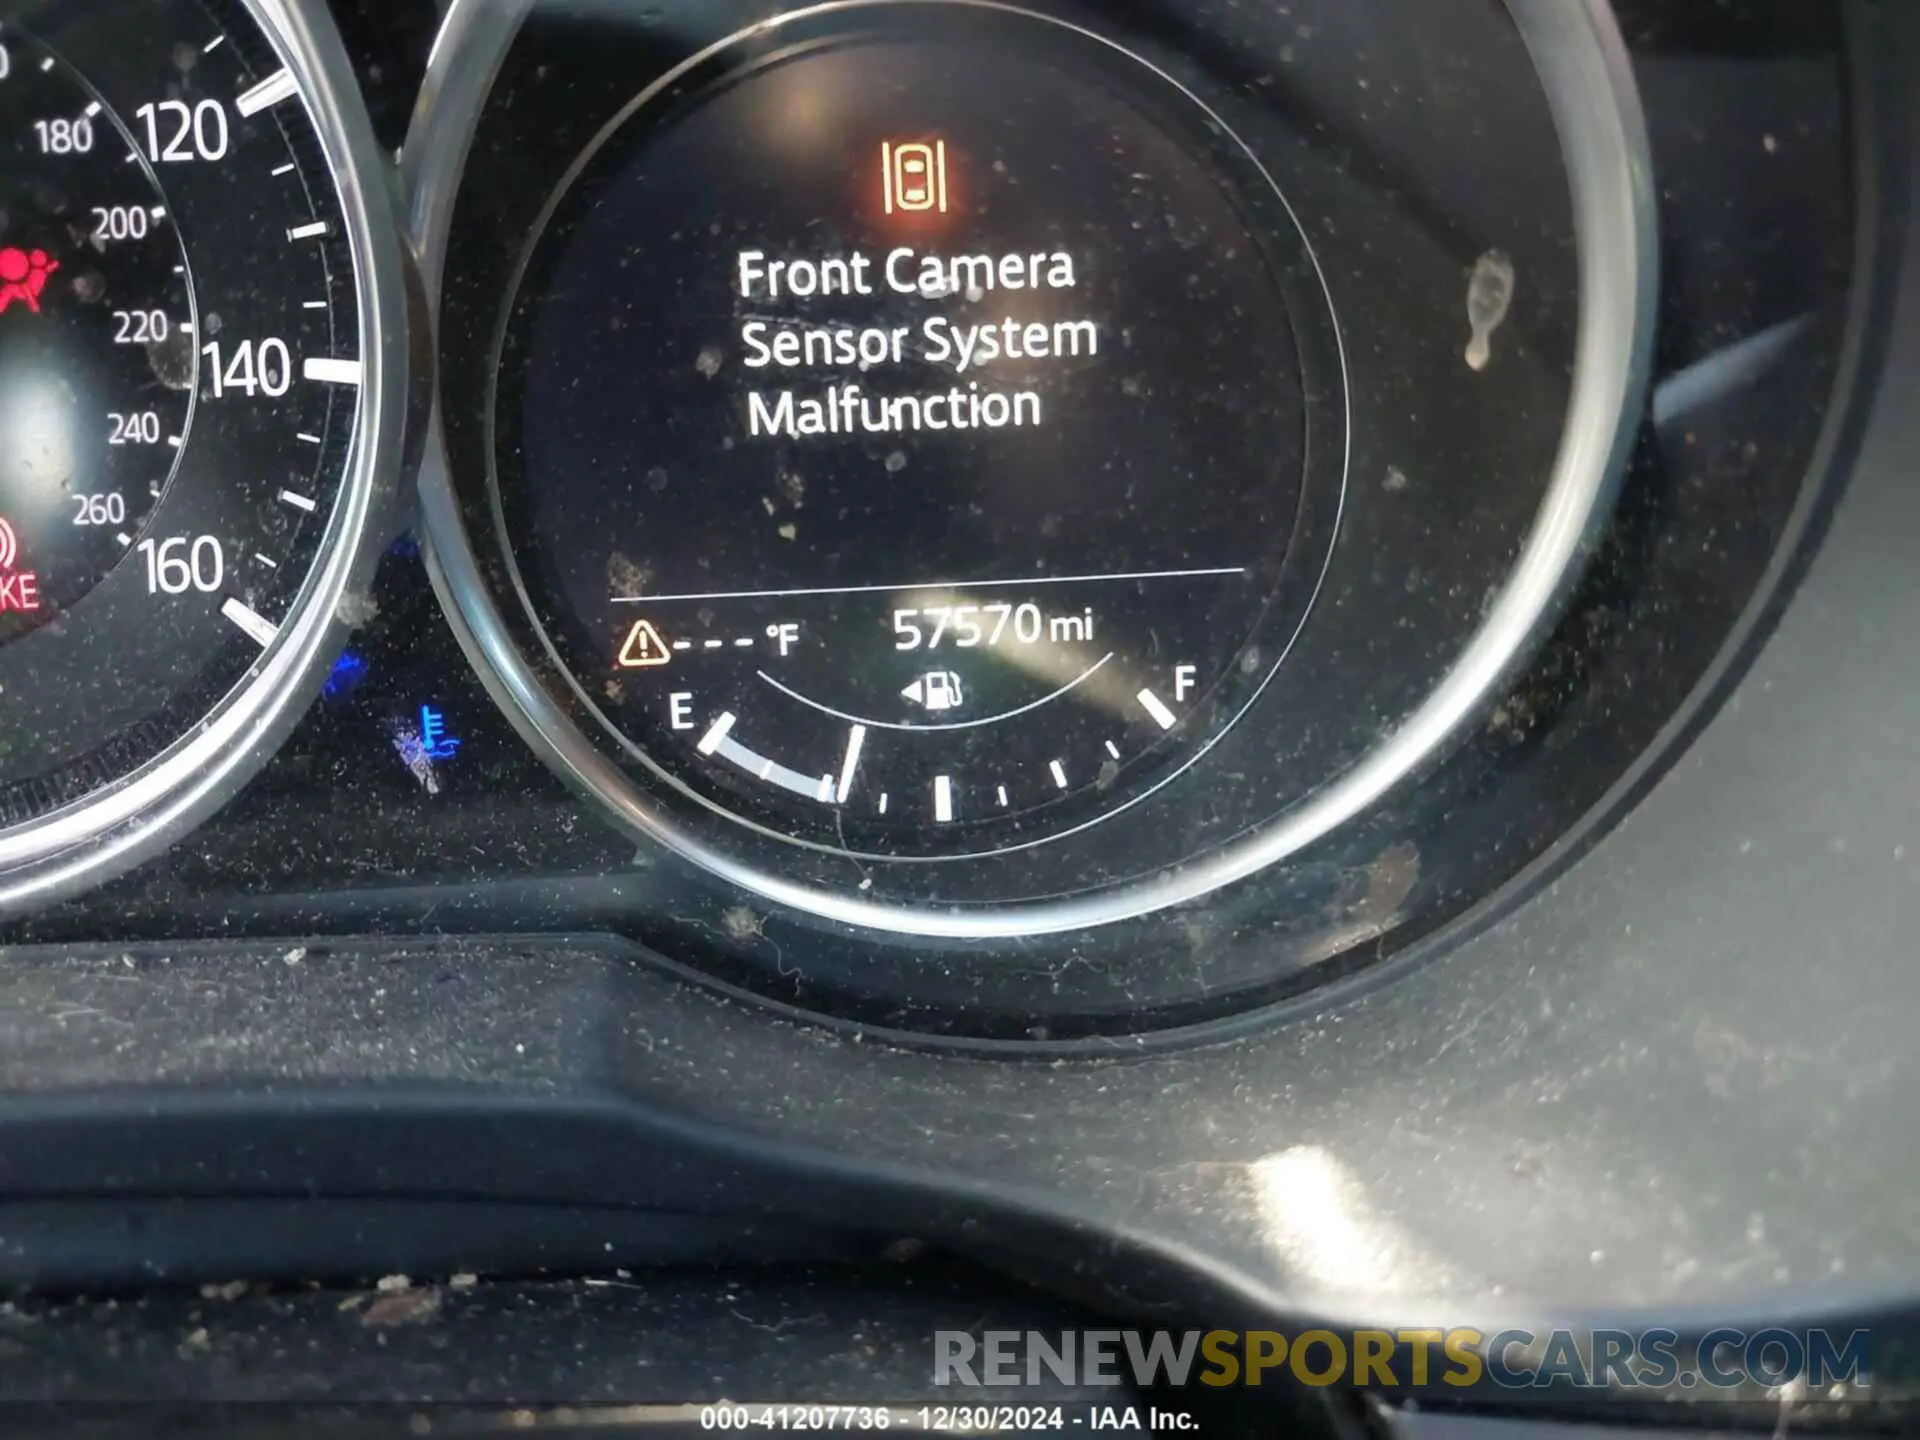 180
120
200
220
140
240
260
160
KE
Front Camera
Sensor System
Malfunction
---°F
57570 mi
E
F
RENEWSPORTSCARS.COM
000-41207736 - 12/30/2024 - IAA Inc.